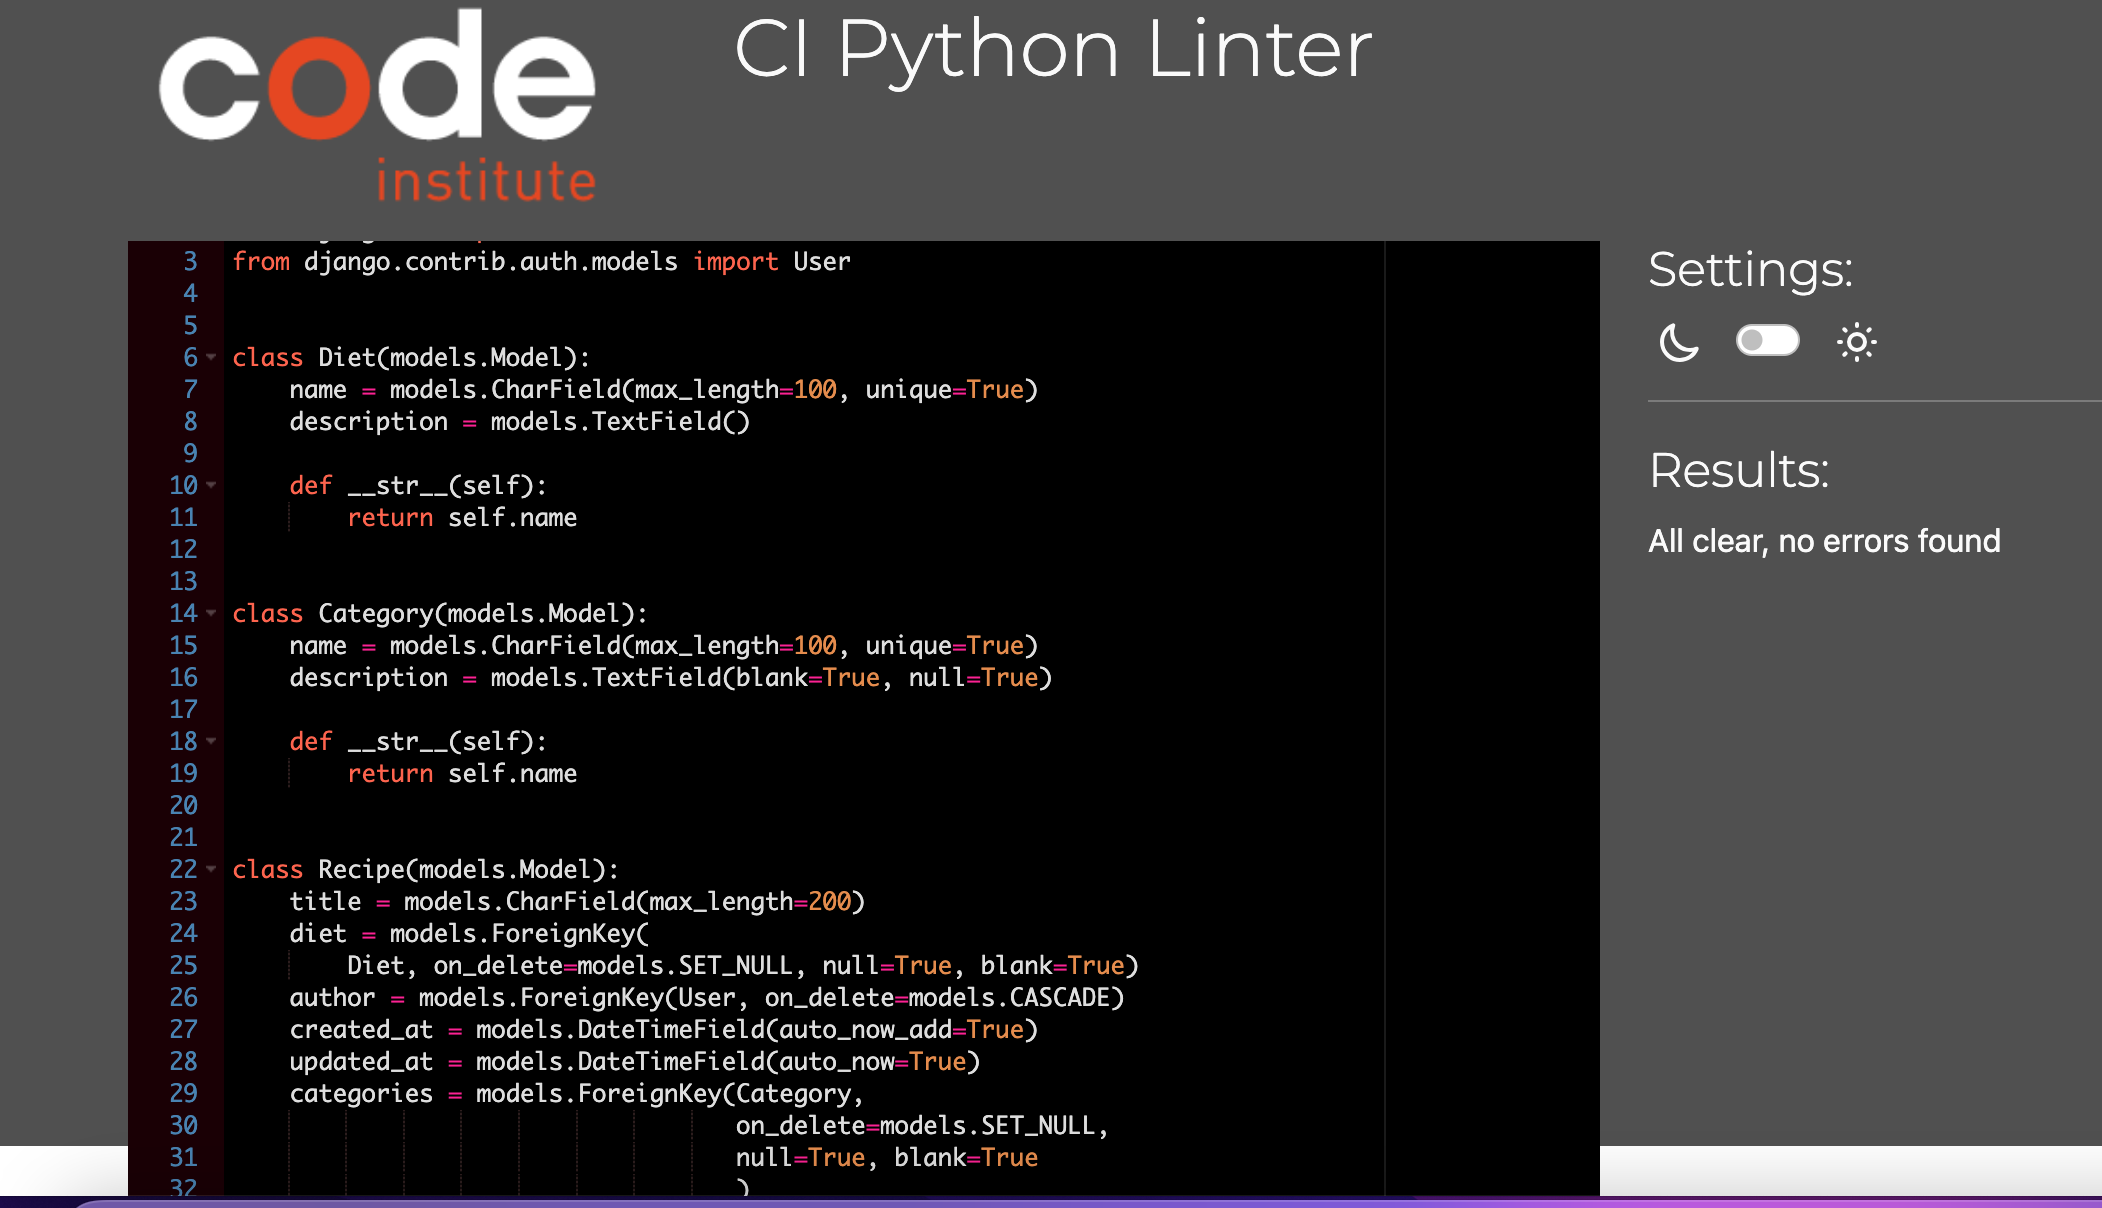 code
institute
CI Python Linter
3 from django.contrib.auth.models import User
4
5
6 class Diet(models.Model):
7     name = models.CharField(max_length=100, unique=True)
8     description = models.TextField()
9
10     def __str__(self):
11         return self.name
12
13
14 class Category(models.Model):
15     name = models.CharField(max_length=100, unique=True)
16     description = models.TextField(blank=True, null=True)
17
18     def __str__(self):
19         return self.name
20
21
22 class Recipe(models.Model):
23     title = models.CharField(max_length=200)
24     diet = models.ForeignKey(
25         Diet, on_delete=models.SET_NULL, null=True, blank=True)
26     author = models.ForeignKey(User, on_delete=models.CASCADE)
27     created_at = models.DateTimeField(auto_now_add=True)
28     updated_at = models.DateTimeField(auto_now=True)
29     categories = models.ForeignKey(Category,
30                                    on_delete=models.SET_NULL,
31                                    null=True, blank=True
32                                    )
Settings:
Results:
All clear, no errors found